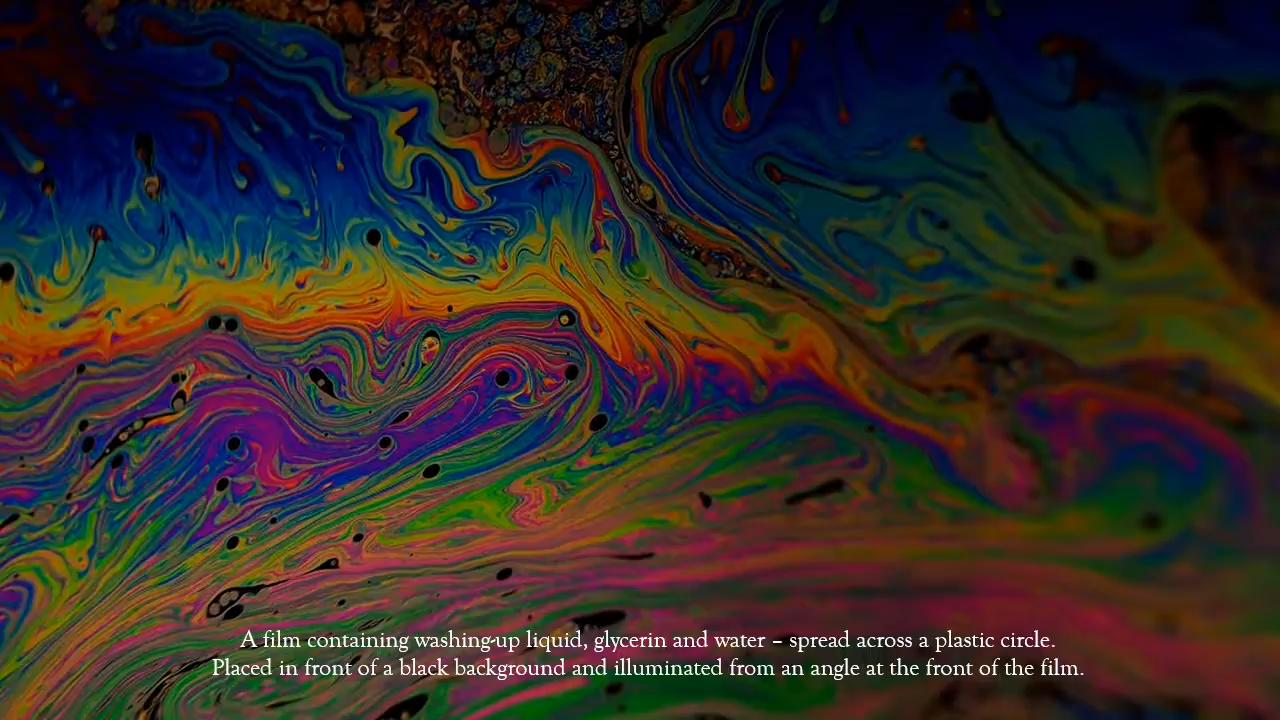 A film containing washing-up liquid, glycerin and water – spread across a plastic circle.
Placed in front of a black background and illuminated from an angle at the front of the film.